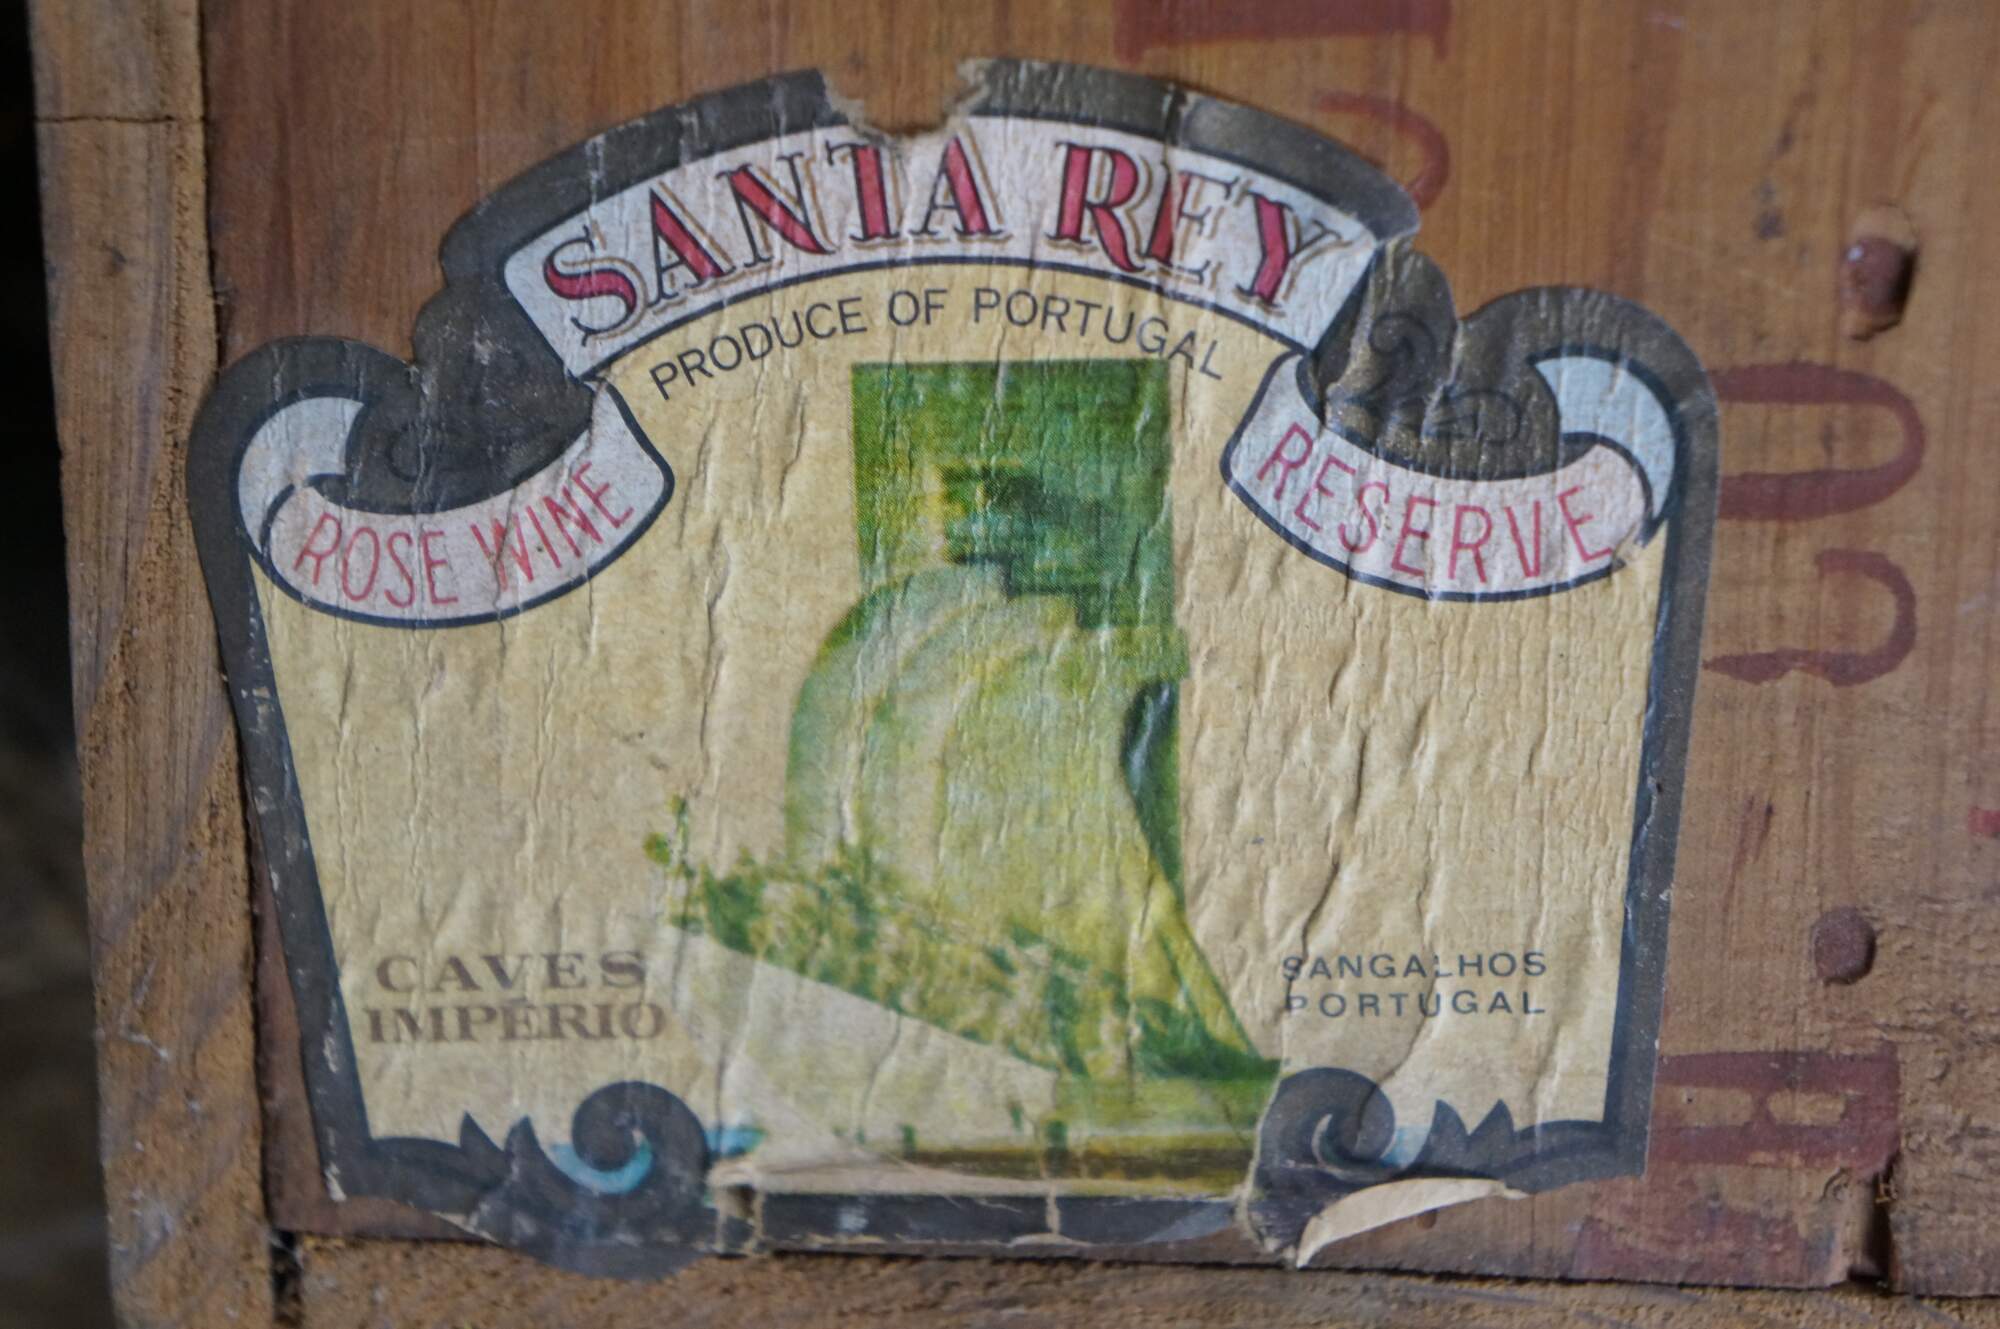 SANTA REY
PRODUCE OF PORTUGAL
ROSE WINE
RESERVE
CAVES
IMPÉRIO
SANGALHOS
PORTUGAL